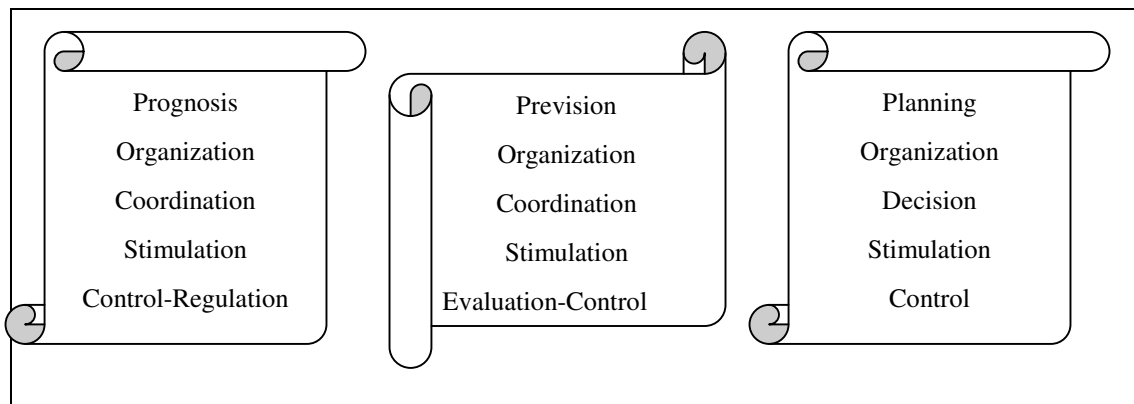 Prognosis
Organization
Coordination
Stimulation
Control-Regulation
Prevision
Organization
Coordination
Stimulation
Evaluation-Control
Planning
Organization
Decision
Stimulation
Control